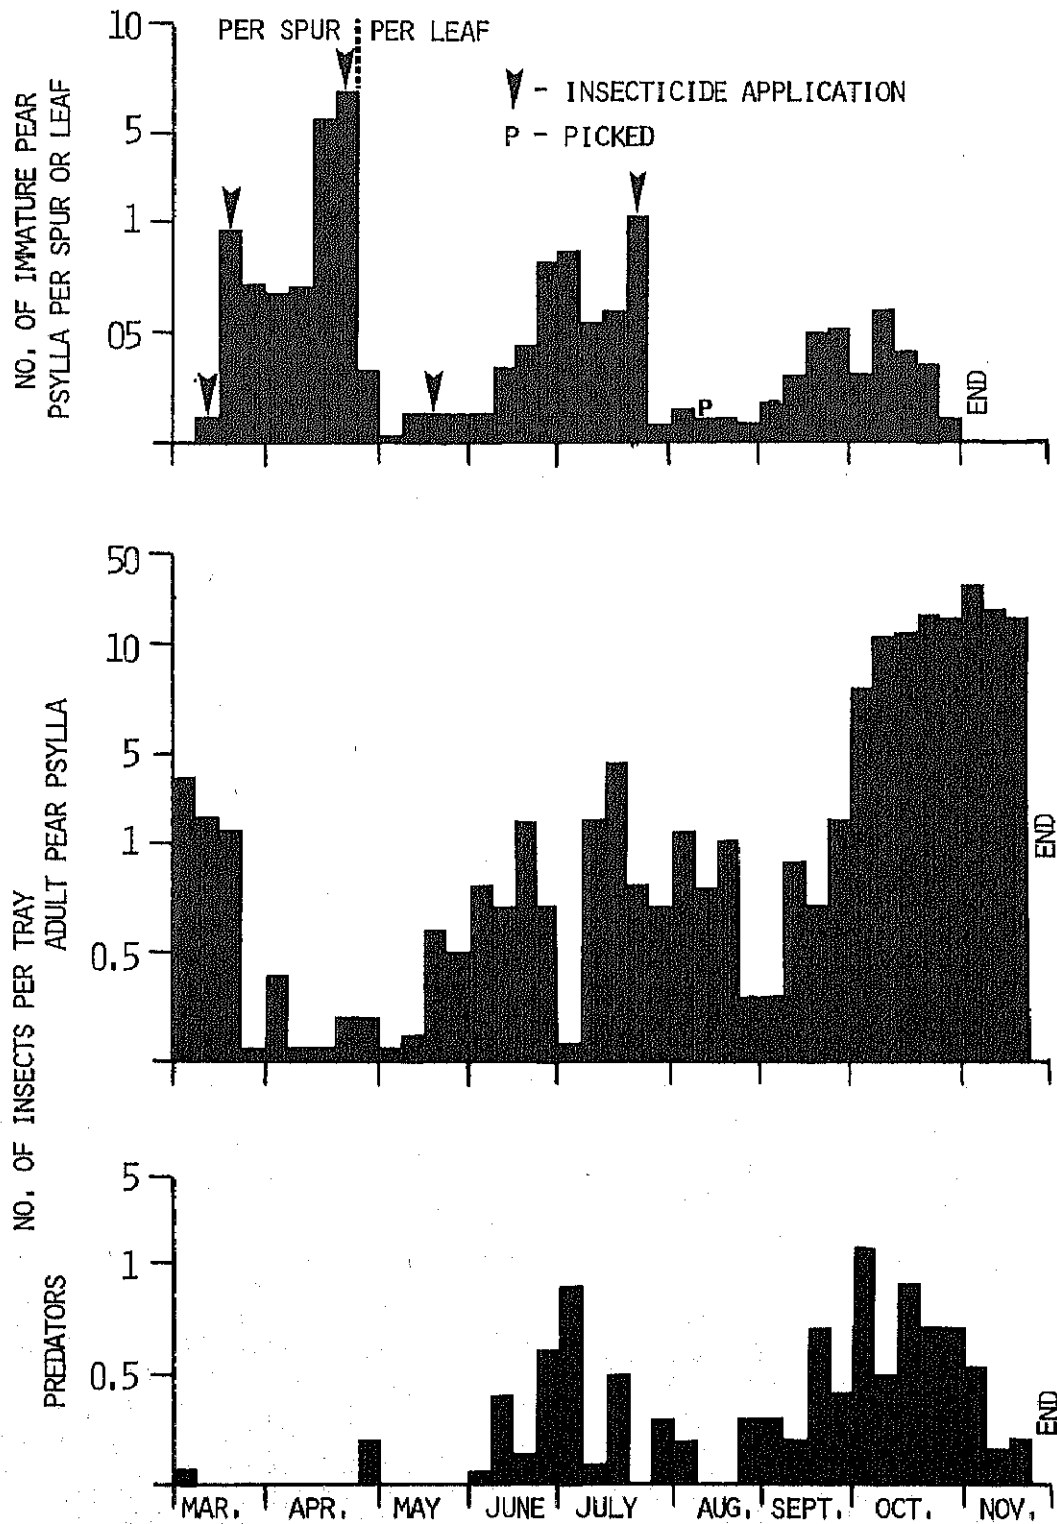 10
PER SPUR
PER LEAF
- INSECTICIDE APPLICATION
P - PICKED
5
1
05
P
END
NO. OF IMMATURE PEAR
PSYLLA PER SPUR OR LEAF
50
10
5
1
0.5
END
NO. OF INSECTS PER TRAY
ADULT PEAR PSYLLA
5
1
0.5
END
PREDATORS
MAR. APR. MAY JUNE JULY AUG. SEPT. OCT. NOV.